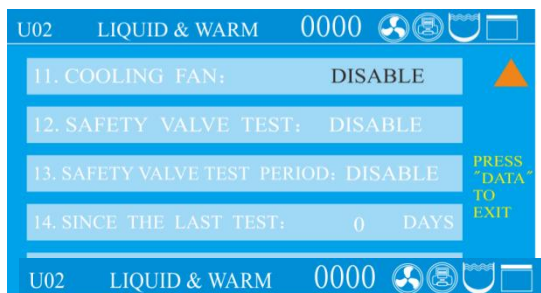 U02 LIQUID & WARM 0000
11. COOLING FAN: DISABLE
12. SAFETY VALVE TEST: DISABLE
13. SAFETY VALVE TEST PERIOD: DISABLE
14. SINCE THE LAST TEST: 0 DAYS
PRESS
"DATA"
TO
EXIT
U02 LIQUID & WARM 0000